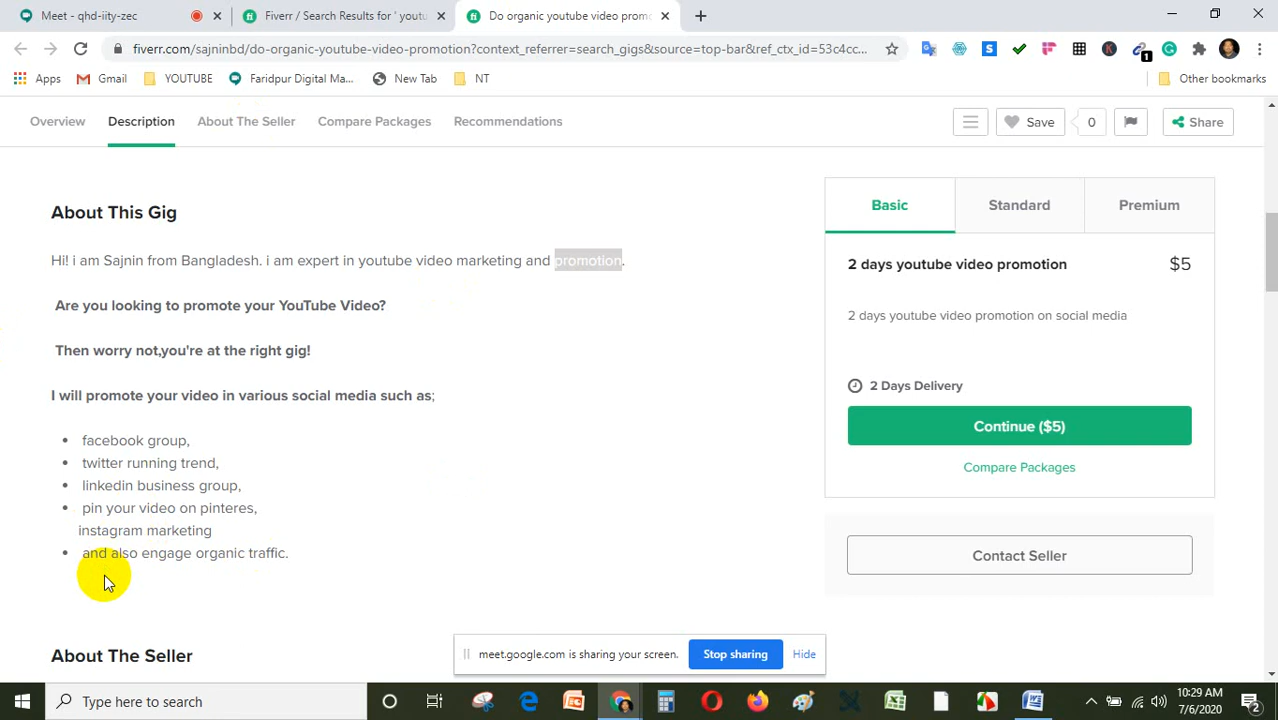 Meet - qhd-iity-zec
Fiverr / Search Results for ' youtu
Do organic youtube video prom
fiverr.com/sajninbd/do-organic-youtube-video-promotion?context_referrer=search_gigs&source=top-bar&ref_ctx_id=53c4cc...
Apps
Gmail
YOUTUBE
Faridpur Digital Ma...
New Tab
NT
Other bookmarks
Overview
Description
About The Seller
Compare Packages
Recommendations
Save
0
Share
About This Gig
Hi! i am Sajnin from Bangladesh. i am expert in youtube video marketing and promotion.
Are you looking to promote your YouTube Video?
Then worry not,you're at the right gig!
I will promote your video in various social media such as;
• facebook group,
• twitter running trend,
• linkedin business group,
• pin your video on pinteres,
instagram marketing
• and also engage organic traffic.
About The Seller
Basic
Standard
Premium
2 days youtube video promotion
$5
2 days youtube video promotion on social media
2 Days Delivery
Continue ($5)
Compare Packages
Contact Seller
meet.google.com is sharing your screen.
Stop sharing
Hide
Type here to search
10:29 AM
7/6/2020
2